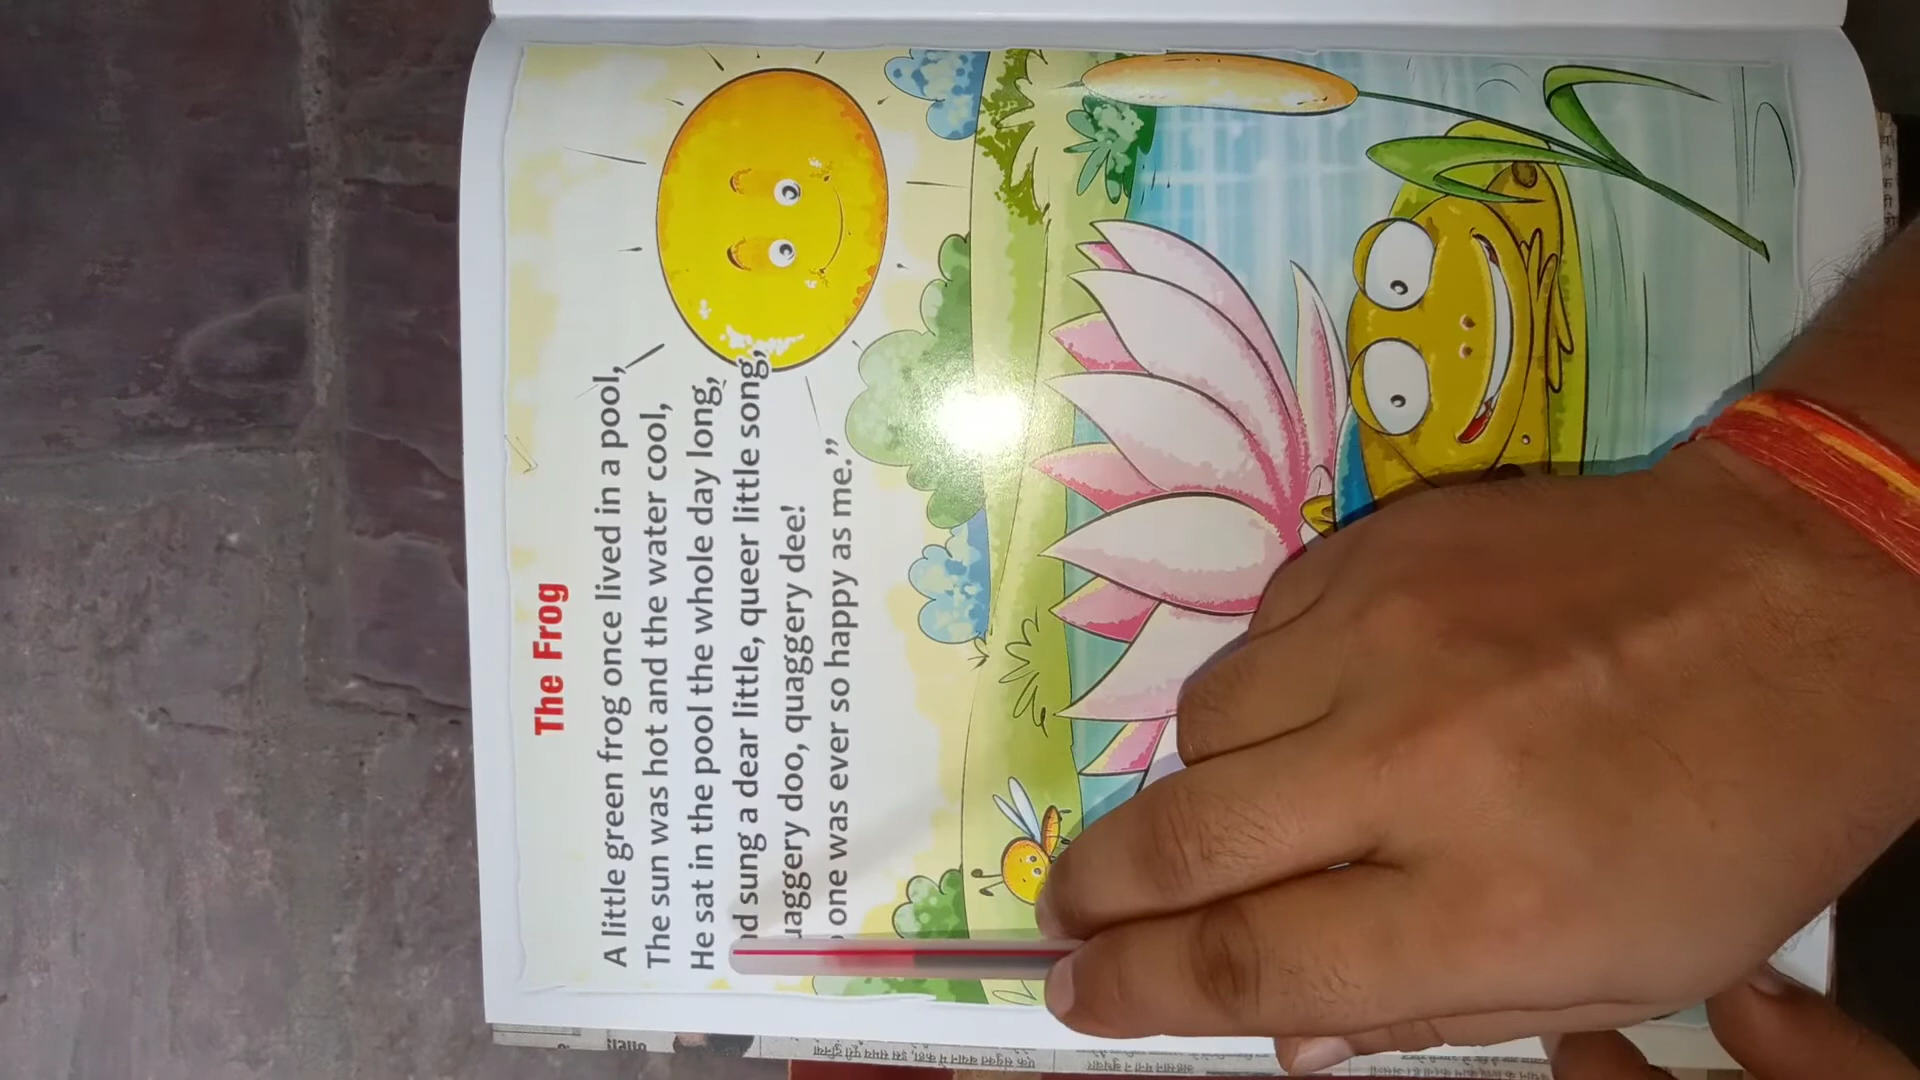 The Frog
A little green frog once lived in a pool,
The sun was hot and the water cool,
He sat in the pool the whole day long,
nd sung a dear little, queer little song,
uaggery doo, quaggery dee!
one was ever so happy as me.”